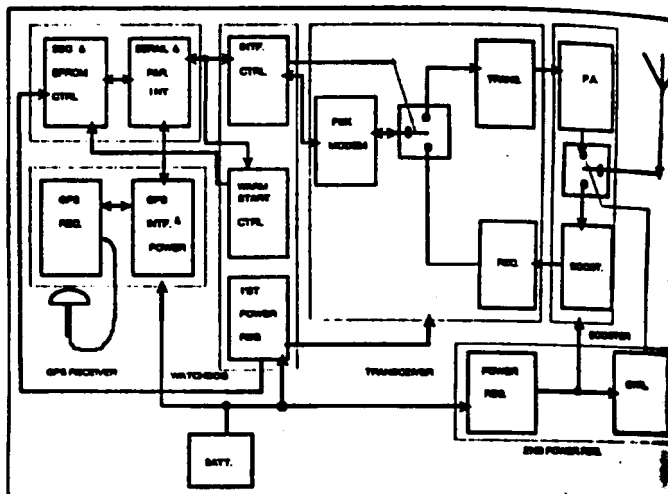 SBC &
EPROM
CTRL
SERIAL &
PAR.
INT
INTF.
CTRL
TRANS.
P.A.
FSK
MODEM
GPS
REC.
GPS
INTF. &
POWER
WARM
START
CTRL
REC.
BOOST.
1ST
POWER
REG
BOOSTER
GPS RECEIVER
WATCHDOG
TRANSCEIVER
POWER
REG.
2ND POWER REG.
BATT.